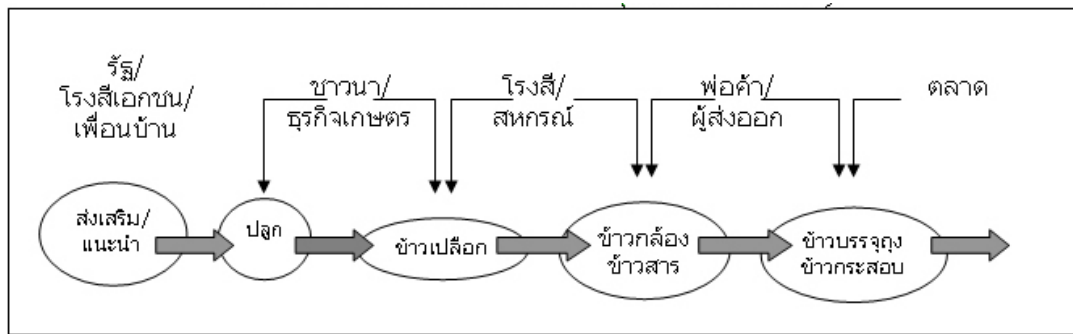 รัฐ/
โรงสีเอกชน/
เพื่อนบ้าน
ชาวนา/
ธุรกิจเกษตร
โรงสี/
สหกรณ์
พ่อค้า/
ผู้ส่งออก
ตลาด
ส่งเสริม/
แนะนำ
ปลูก
ข้าวเปลือก
ข้าวกล้อง
ข้าวสาร
ข้าวบรรจุถุง
ข้าวกระสอบ